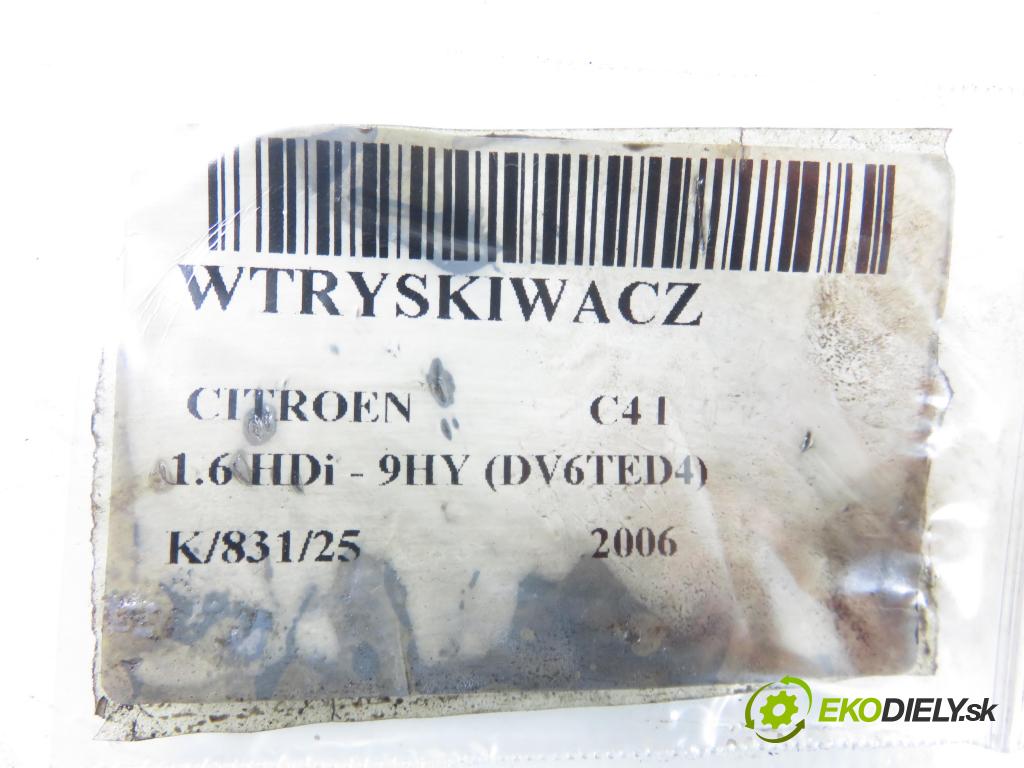 WTRYSKIWACZ
CITROEN C4 I
1.6 HDi - 9HY (DV6TED4)
K/831/25 2006
EKODIELY.sk